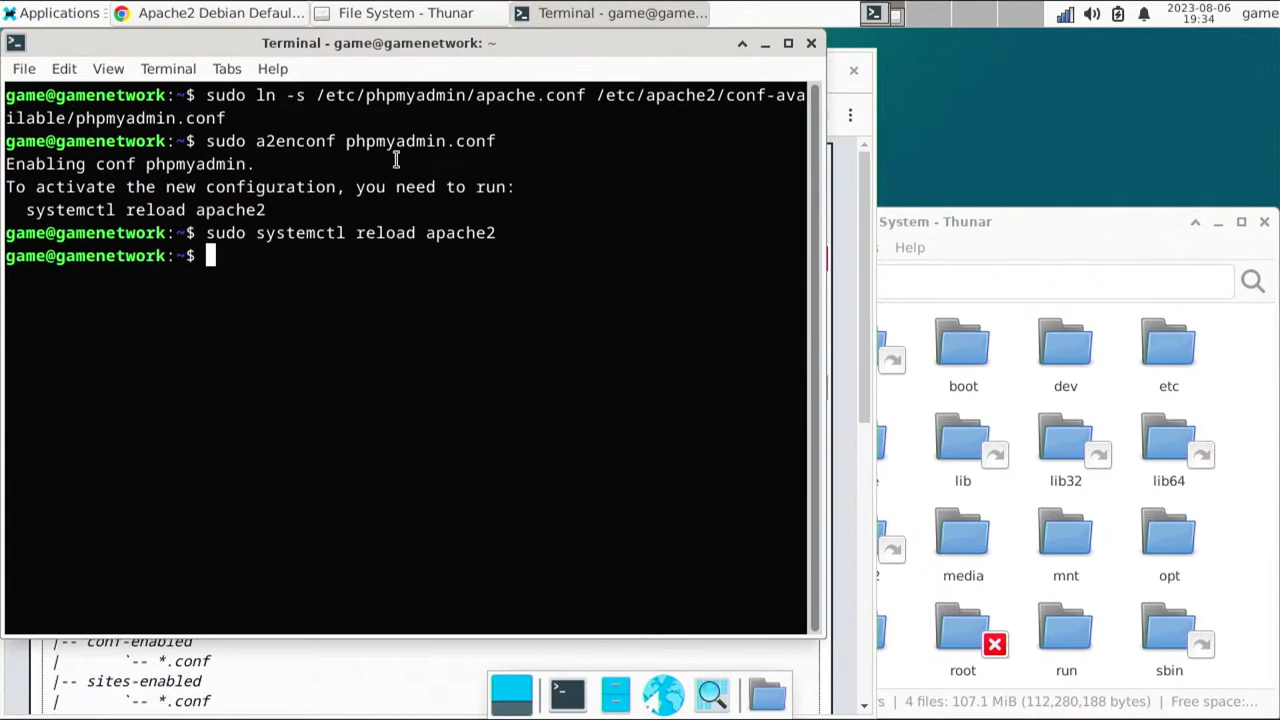 Applications
Apache2 Debian Defaul...
File System - Thunar
Terminal - game@game...
2023-08-06
19:34
game
Terminal - game@gamenetwork: ~
File Edit View Terminal Tabs Help
game@gamenetwork:~$ sudo ln -s /etc/phpmyadmin/apache.conf /etc/apache2/conf-ava
ilable/phpmyadmin.conf
game@gamenetwork:~$ sudo a2enconf phpmyadmin.conf
Enabling conf phpmyadmin.
To activate the new configuration, you need to run:
systemctl reload apache2
game@gamenetwork:~$ sudo systemctl reload apache2
game@gamenetwork:~$
System - Thunar
Help
boot dev etc
lib lib32 lib64
media mnt opt
root run sbin
| 4 files: 107.1 MiB (112,280,188 bytes) | Free space:...
|-- conf-enabled
| `-- *.conf
|-- sites-enabled
| `-- *.conf